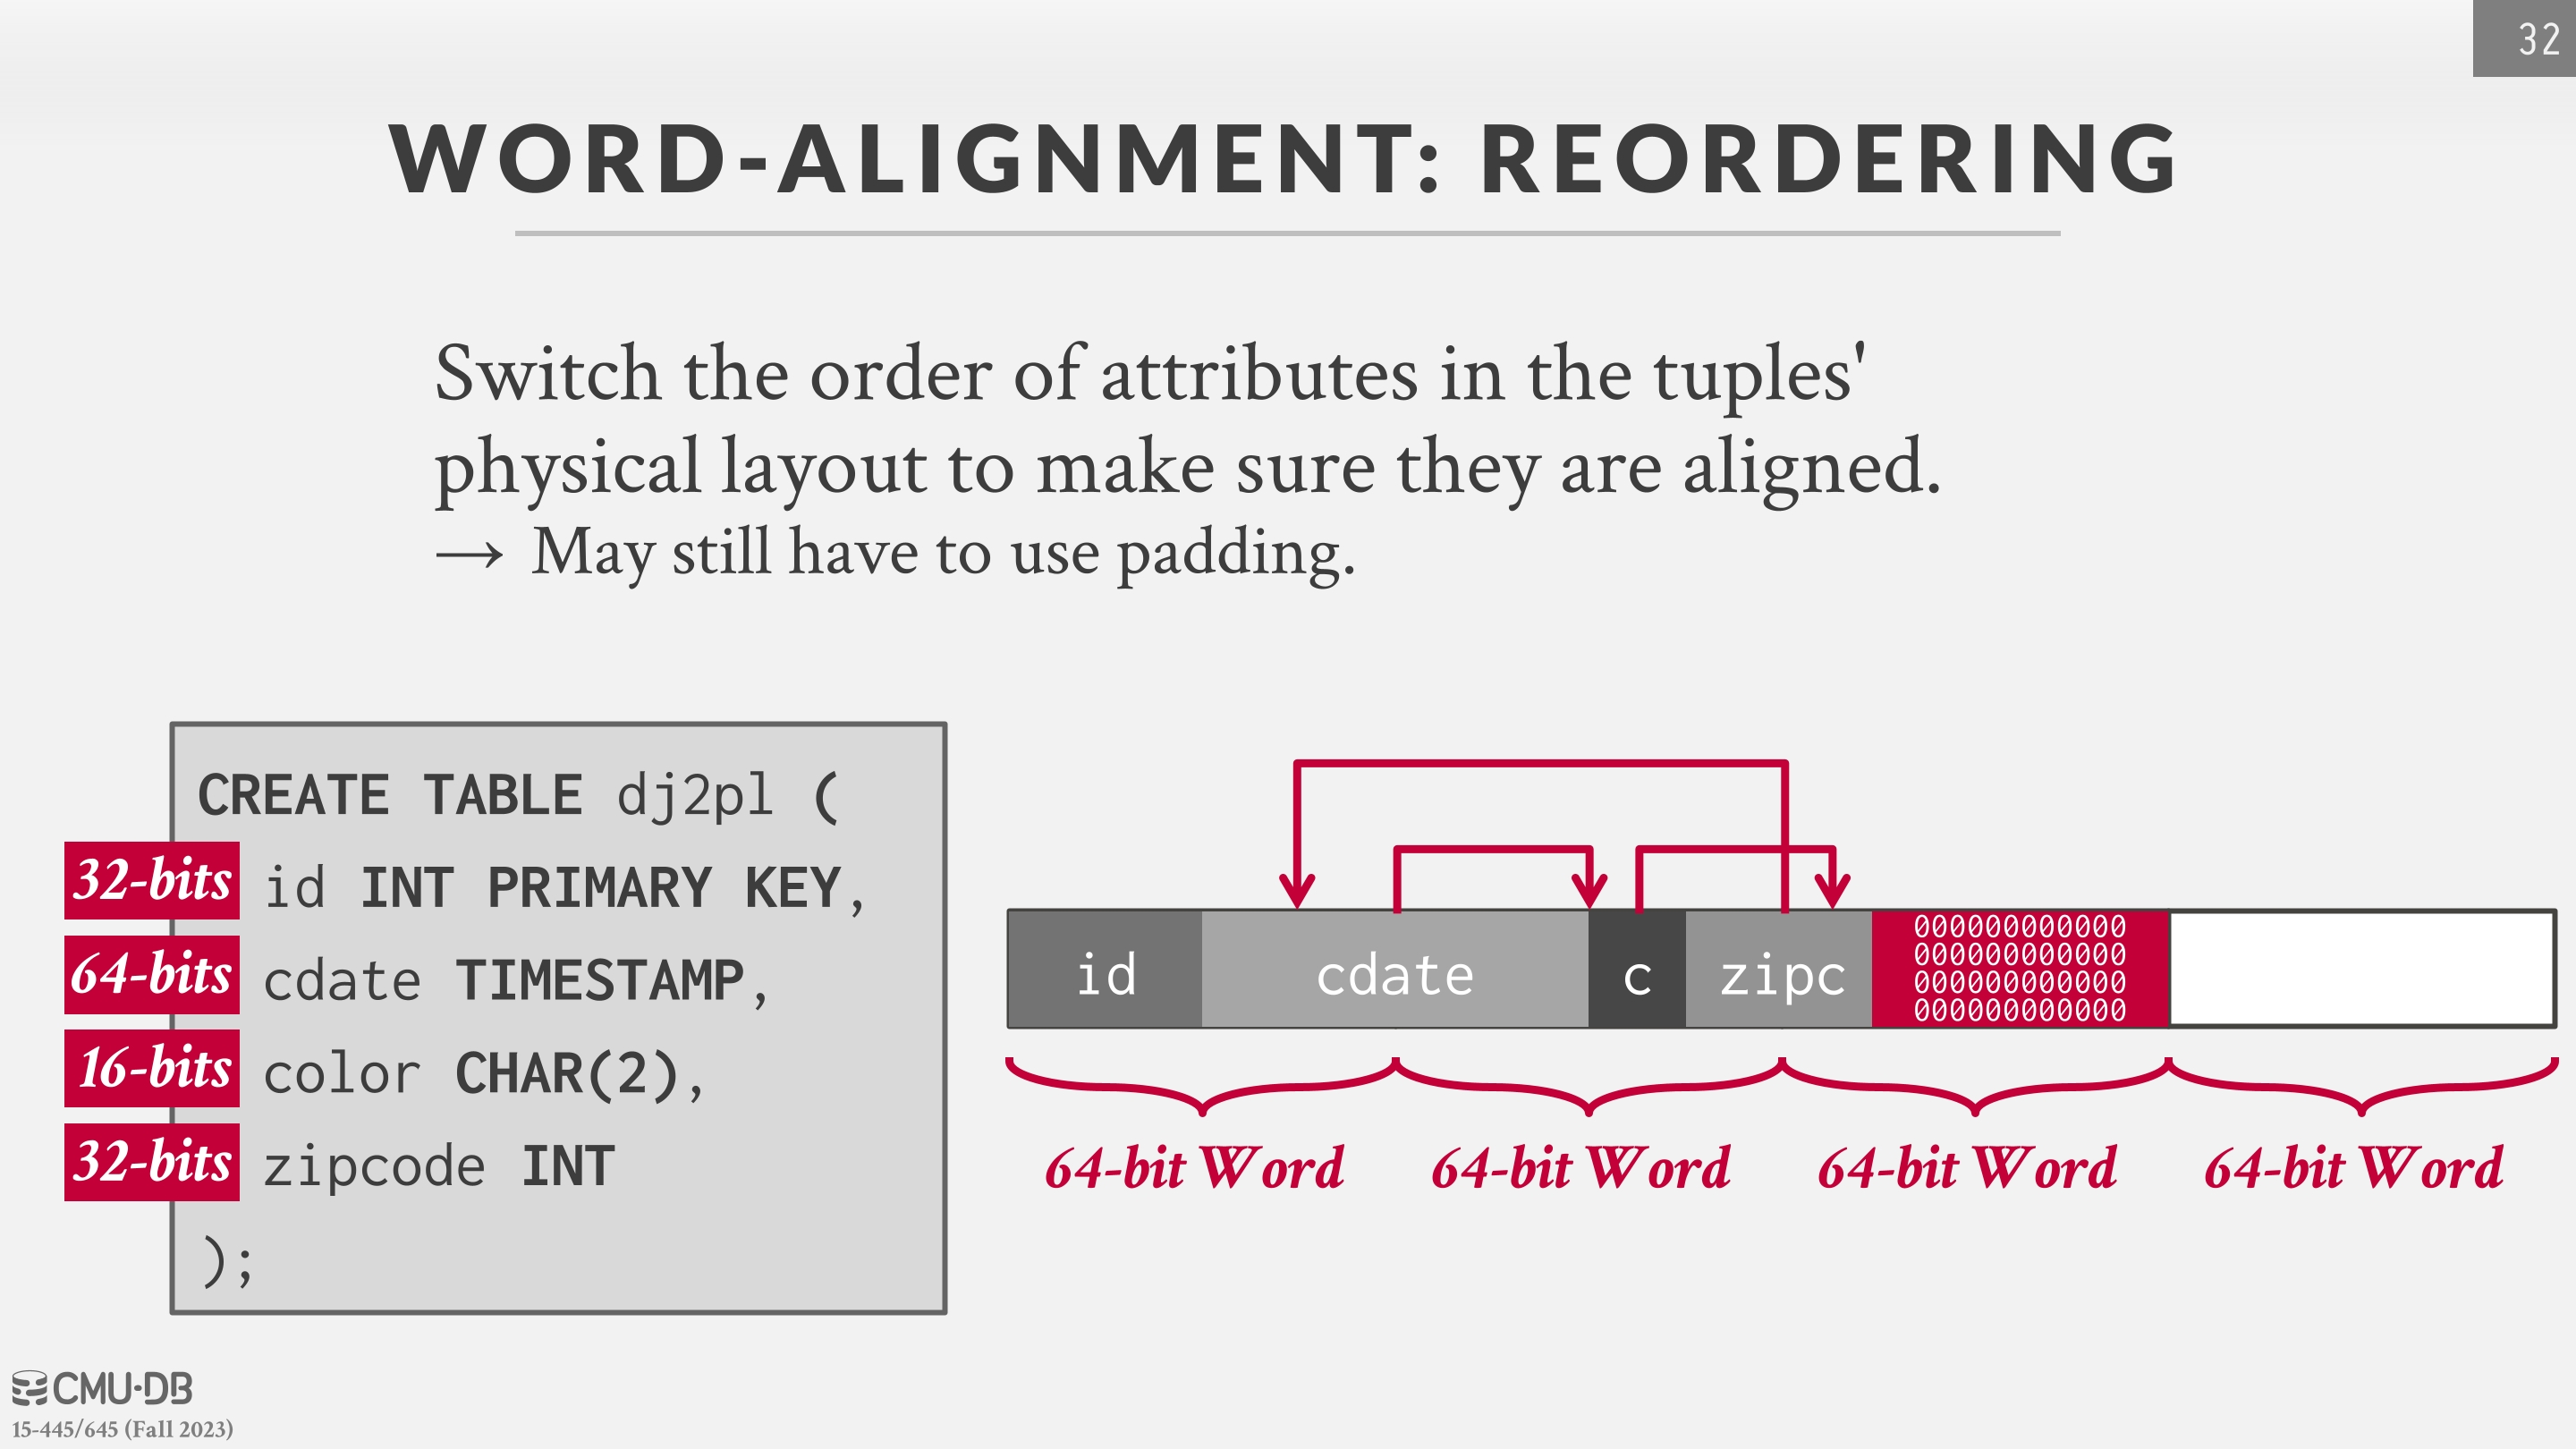 32
WORD-ALIGNMENT: REORDERING
Switch the order of attributes in the tuples'
physical layout to make sure they are aligned.
→ May still have to use padding.
CREATE TABLE dj2pl (
32-bits id INT PRIMARY KEY,
64-bits cdate TIMESTAMP,
16-bits color CHAR(2),
32-bits zipcode INT
);
id cdate c zipc
000000000000
000000000000
000000000000
000000000000
64-bit Word 64-bit Word 64-bit Word 64-bit Word
CMU·DB
15-445/645 (Fall 2023)